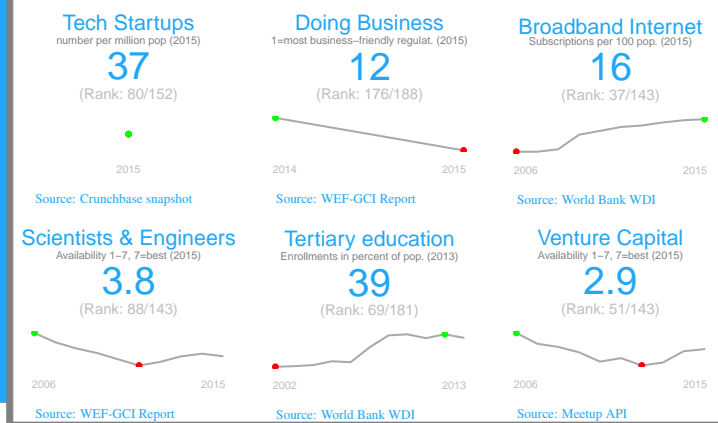 Tech Startups
number per million pop (2015)
37
(Rank: 80/152)
2015
Source: Crunchbase snapshot
Doing Business
1=most business–friendly regulat. (2015)
12
(Rank: 176/188)
2014 2015
Source: WEF-GCI Report
Broadband Internet
Subscriptions per 100 pop. (2015)
16
(Rank: 37/143)
2006 2015
Source: World Bank WDI
Scientists & Engineers
Availability 1–7, 7=best (2015)
3.8
(Rank: 88/143)
2006 2015
Source: WEF-GCI Report
Tertiary education
Enrollments in percent of pop. (2013)
39
(Rank: 69/181)
2002 2013
Source: World Bank WDI
Venture Capital
Availability 1–7, 7=best (2015)
2.9
(Rank: 51/143)
2006 2015
Source: Meetup API